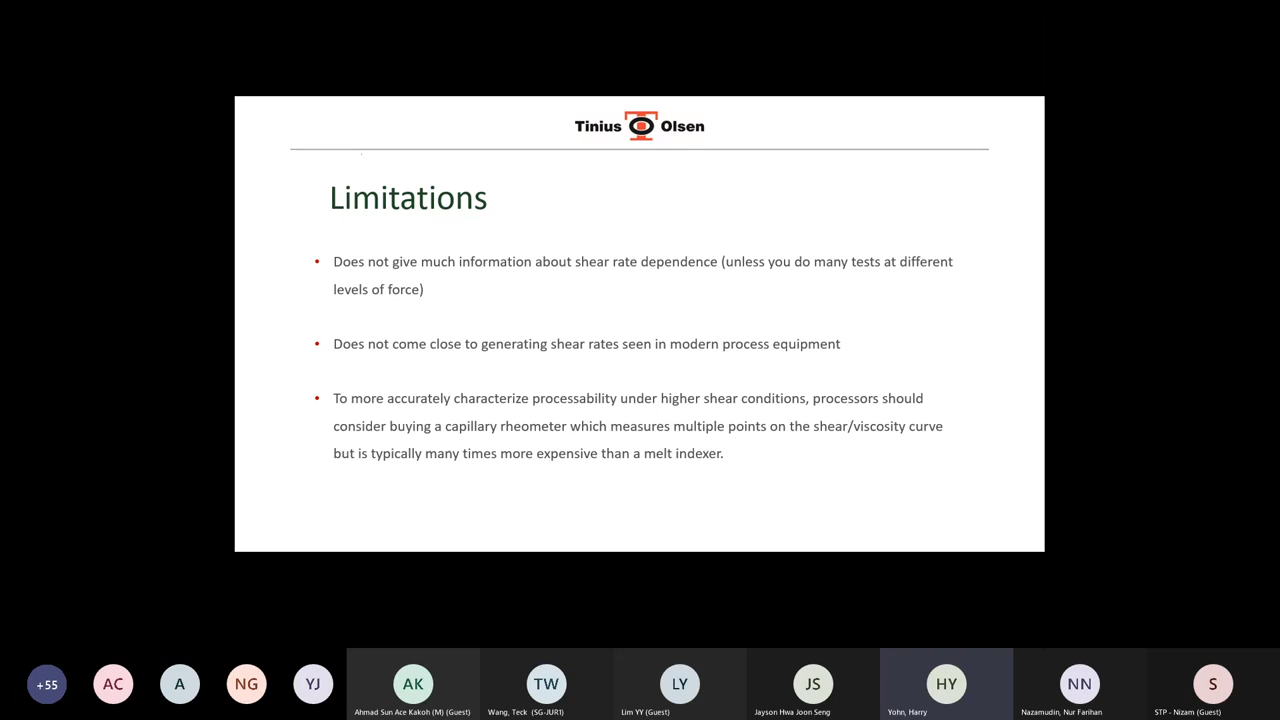 Tinius Olsen
Limitations
• Does not give much information about shear rate dependence (unless you do many tests at different
levels of force)
• Does not come close to generating shear rates seen in modern process equipment
• To more accurately characterize processability under higher shear conditions, processors should
consider buying a capillary rheometer which measures multiple points on the shear/viscosity curve
but is typically many times more expensive than a melt indexer.
+55 AC A NG YJ AK TW LY JS HY NN S
Ahmad Sun Ace Kakoh (M) (Guest) Wang, Teck (SG-JUR1) Lim YY (Guest) Jayson Hwa Joon Seng Yohn, Harry Nazamudin, Nur Farihan STP - Nizam (Guest)